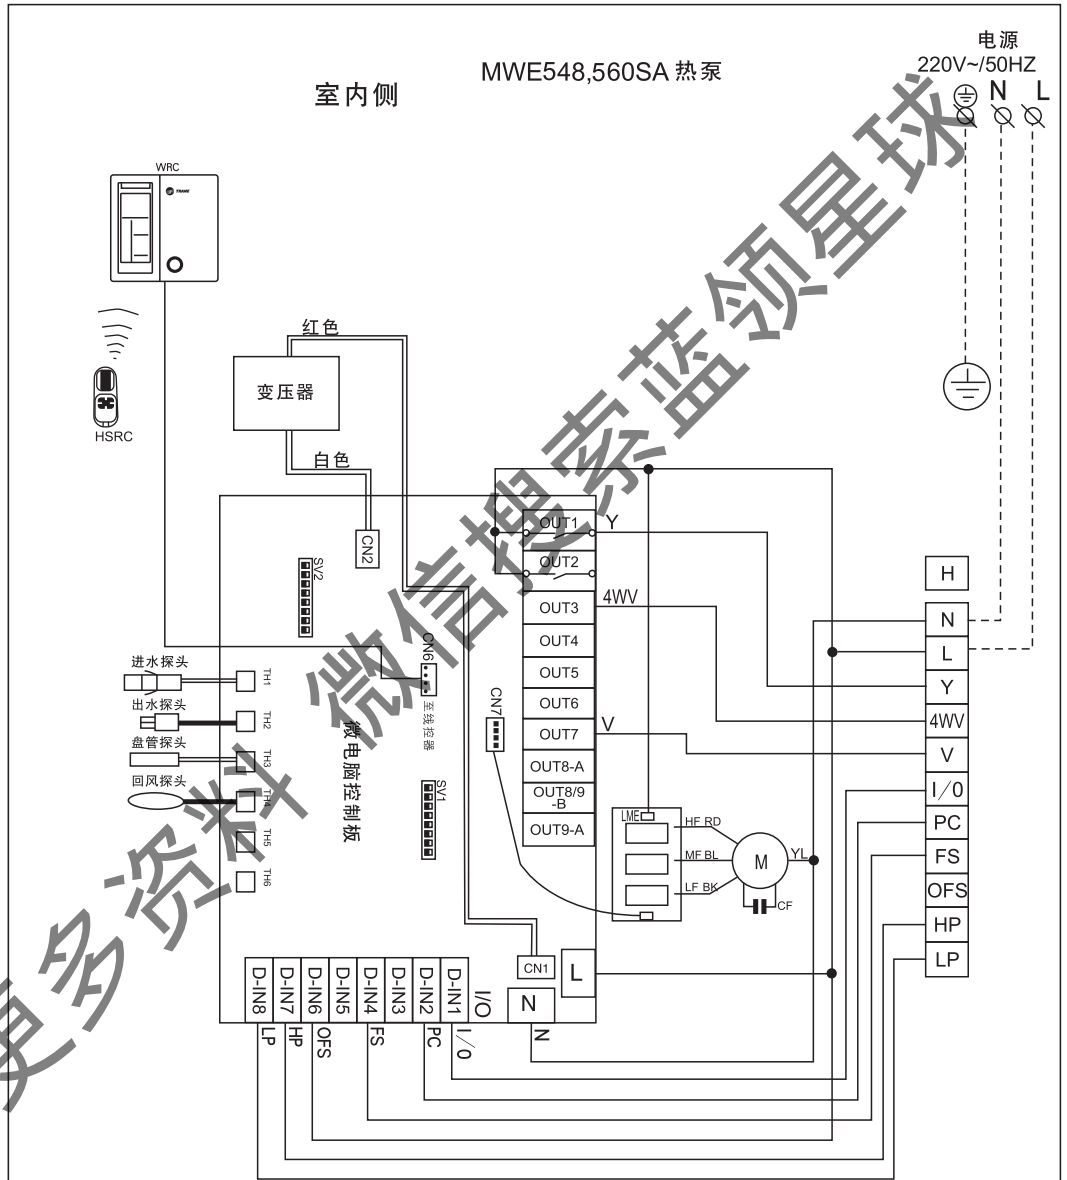 电源
MWE548,560SA 热泵
220V~/50HZ
室内侧
N
L
WRC
TRANE
红色
变压器
HSRC
白色
CN2
SV2
OUT1
Y
OUT2
OUT3
4WV
OUT4
OUT5
OUT6
OUT7
V
OUT8-A
OUT8/9
-B
OUT9-A
H
N
L
Y
4WV
V
I/0
PC
FS
OFS
HP
LP
CN6
至线控器
CN7
进水探头
TH1
出水探头
TH2
盘管探头
TH3
回风探头
TH4
TH5
TH6
微电脑控制板
SV1
LME
HF RD
MF BL
LF BK
M
YL
CF
CN1
L
N
N
D-IN8
D-IN7
D-IN6
D-IN5
D-IN4
D-IN3
D-IN2
D-IN1
I/O
LP
HP
OFS
FS
PC
I/0
更多资料 微信搜索蓝领星球